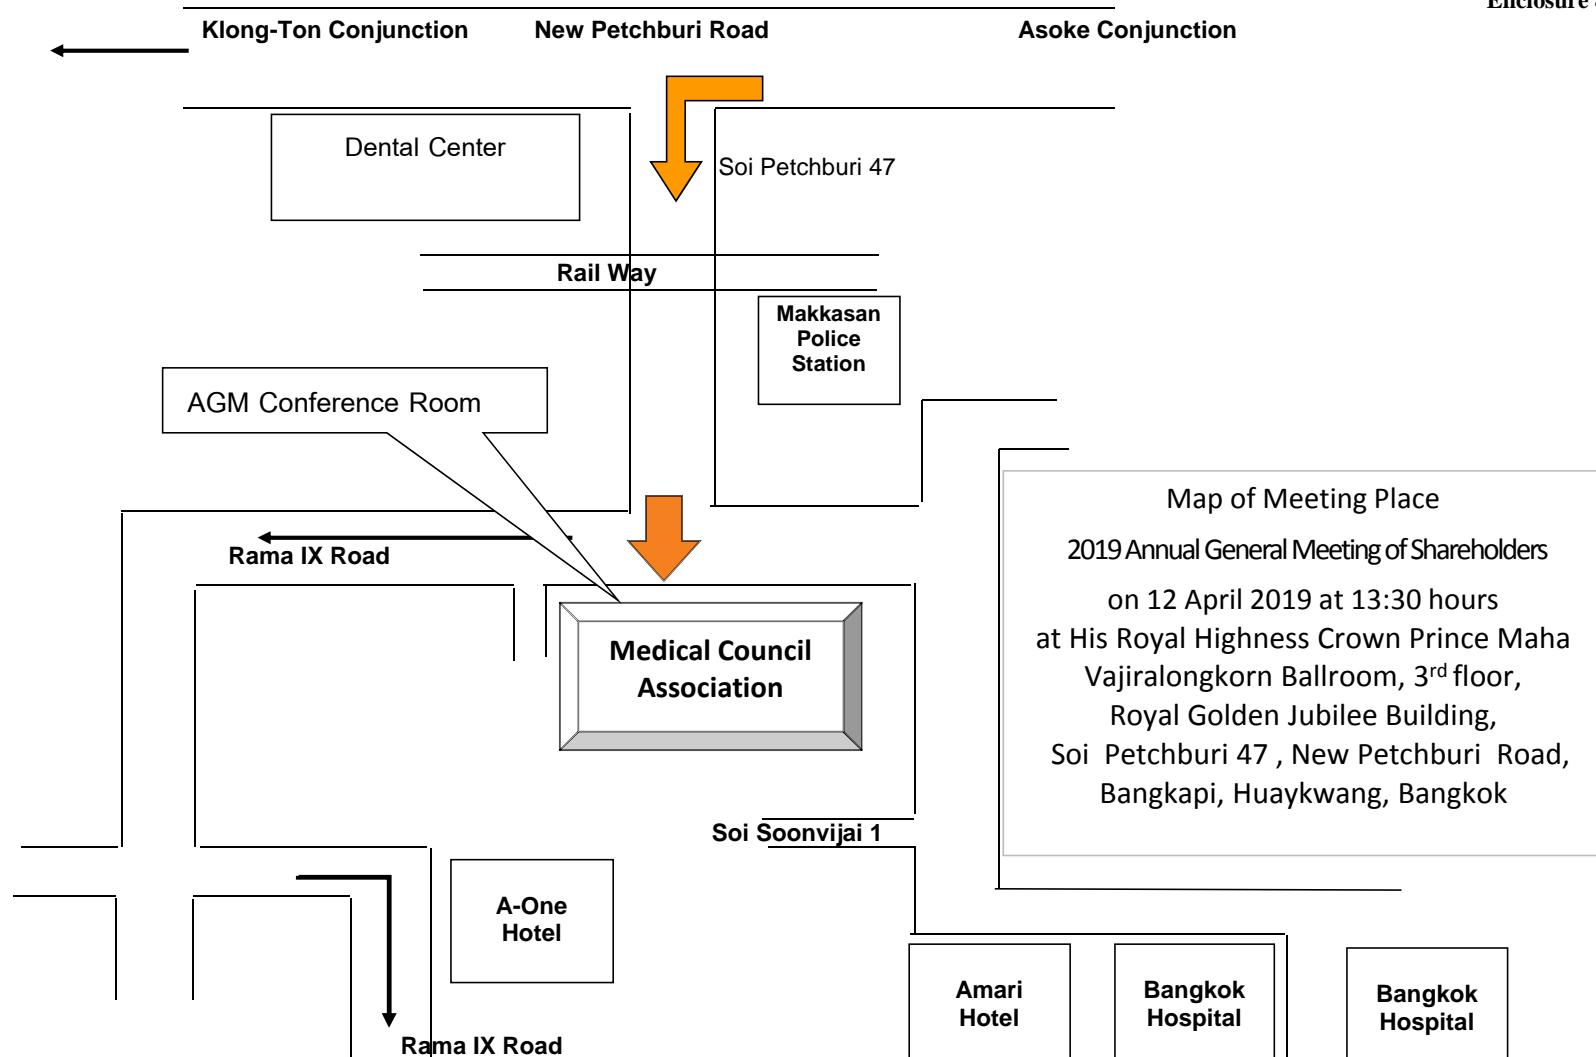 Enclosure
Klong-Ton Conjunction
New Petchburi Road
Asoke Conjunction
Dental Center
Soi Petchburi 47
Rail Way
Makkasan
Police
Station
AGM Conference Room
Rama IX Road
Medical Council
Association
Map of Meeting Place
2019 Annual General Meeting of Shareholders
on 12 April 2019 at 13:30 hours
at His Royal Highness Crown Prince Maha
Vajiralongkorn Ballroom, 3rd floor,
Royal Golden Jubilee Building,
Soi Petchburi 47 , New Petchburi Road,
Bangkapi, Huaykwang, Bangkok
Soi Soonvijai 1
A-One
Hotel
Amari
Hotel
Bangkok
Hospital
Bangkok
Hospital
Rama IX Road